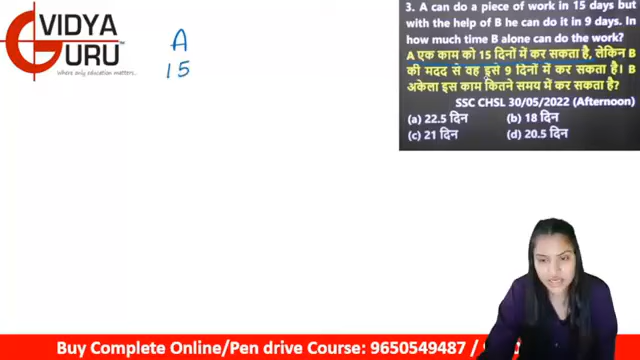 VIDYA
GURU
Where only education matters...
A
15
3. A can do a piece of work in 15 days but
with the help of B he can do it in 9 days. In
how much time B alone can do the work?
A एक काम को 15 दिनों में कर सकता है, लेकिन B
की मदद से वह इसे 9 दिनों में कर सकता है। B
अकेला इस काम कितने समय में कर सकता है?
SSC CHSL 30/05/2022 (Afternoon)
(a) 22.5 दिन (b) 18 दिन
(c) 21 दिन (d) 20.5 दिन
Buy Complete Online/Pen drive Course: 9650549487 /